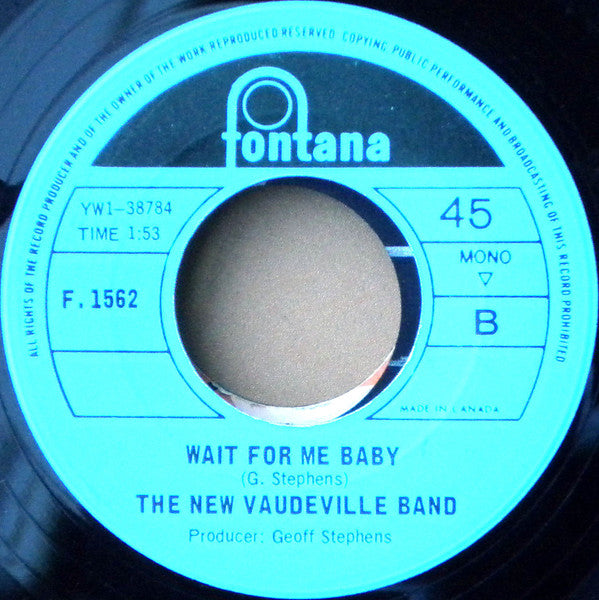 ALL RIGHTS OF THE RECORD PRODUCER AND OF THE OWNER OF THE WORK REPRODUCED RESERVED. COPYING, PUBLIC PERFORMANCE AND BROADCASTING OF THIS RECORD PROHIBITED
fontana
YW1-38784
TIME 1:53
F. 1562
45
MONO
B
MADE IN CANADA
WAIT FOR ME BABY
(G. Stephens)
THE NEW VAUDEVILLE BAND
Producer: Geoff Stephens